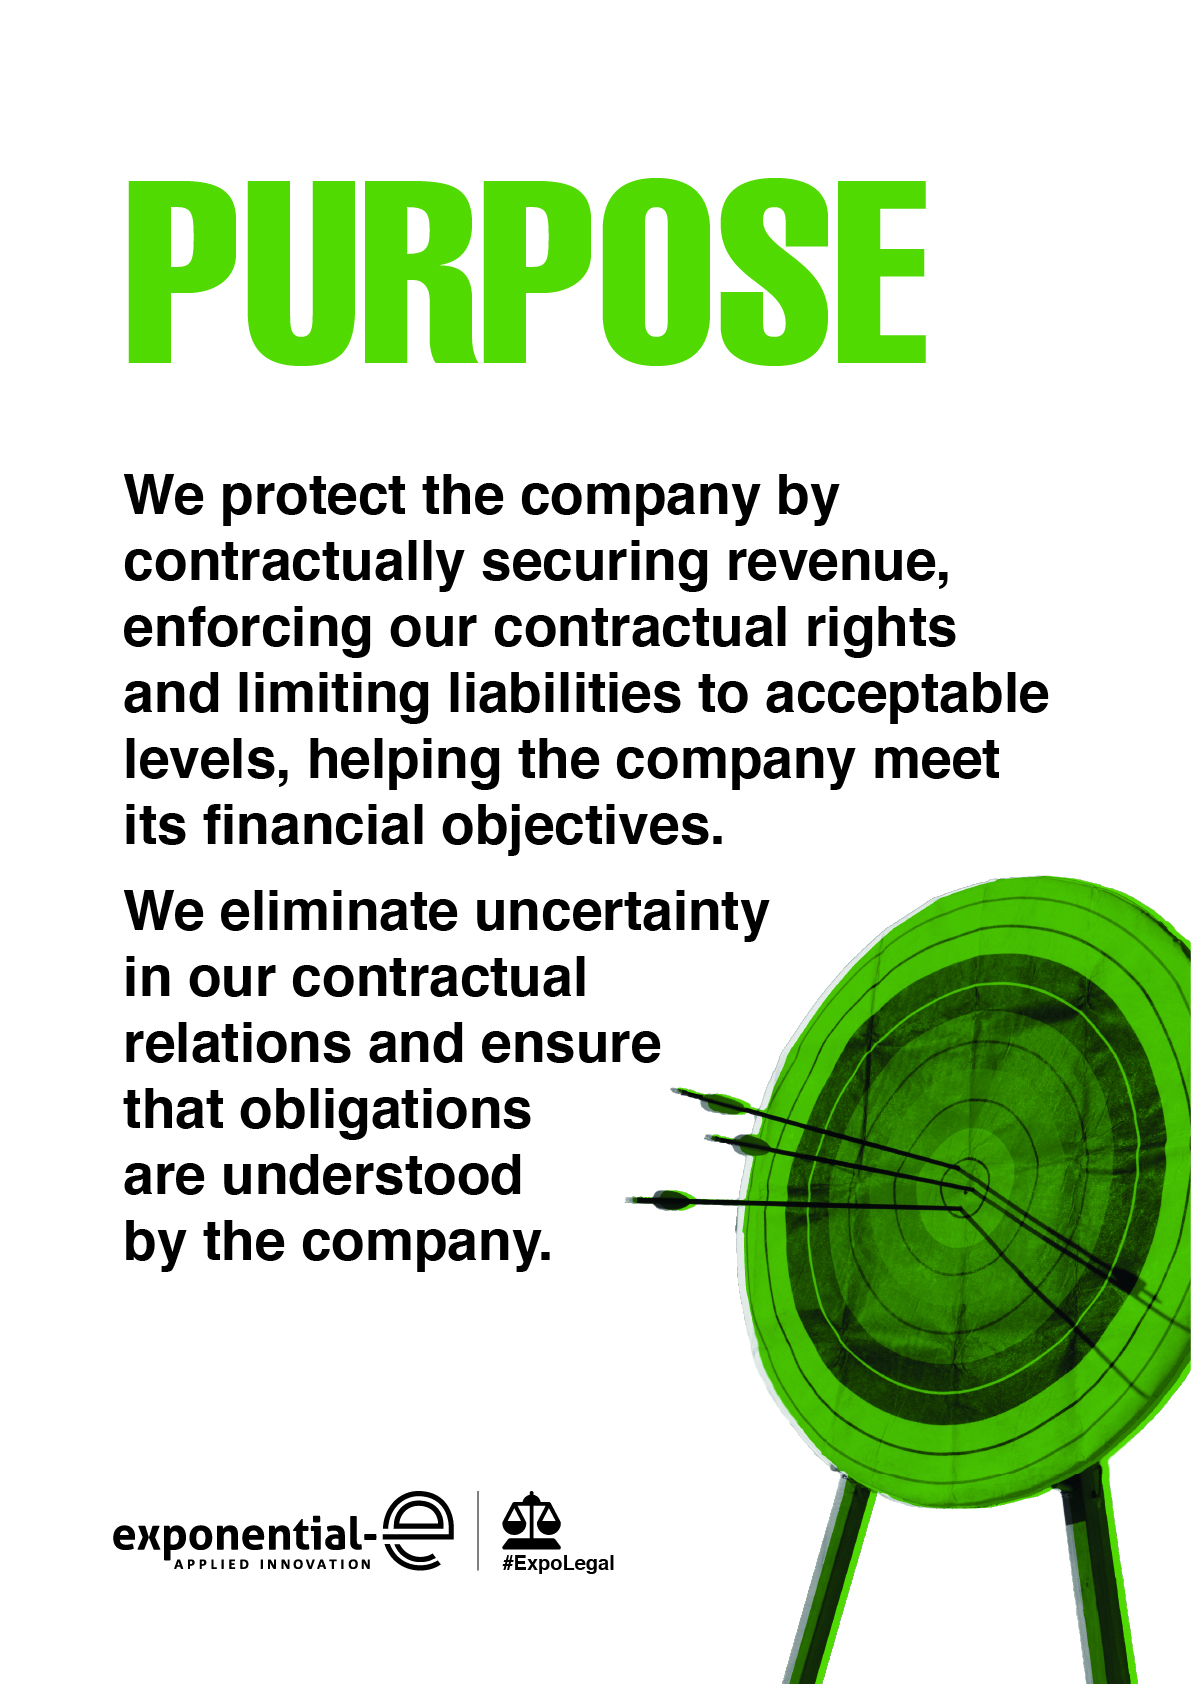 PURPOSE
We protect the company by
contractually securing revenue,
enforcing our contractual rights
and limiting liabilities to acceptable
levels, helping the company meet
its financial objectives.
We eliminate uncertainty
in our contractual
relations and ensure
that obligations
are understood
by the company.
exponential-e
APPLIED INNOVATION
#ExpoLegal